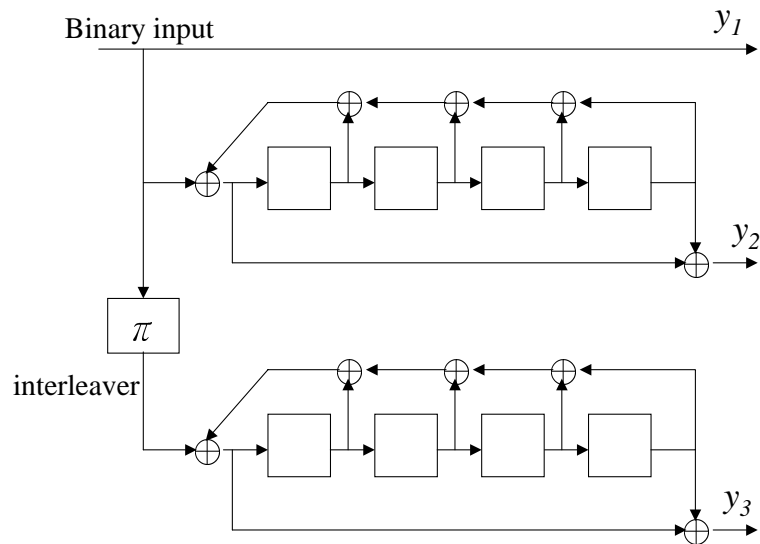 Binary input
y1
y2
π
interleaver
y3